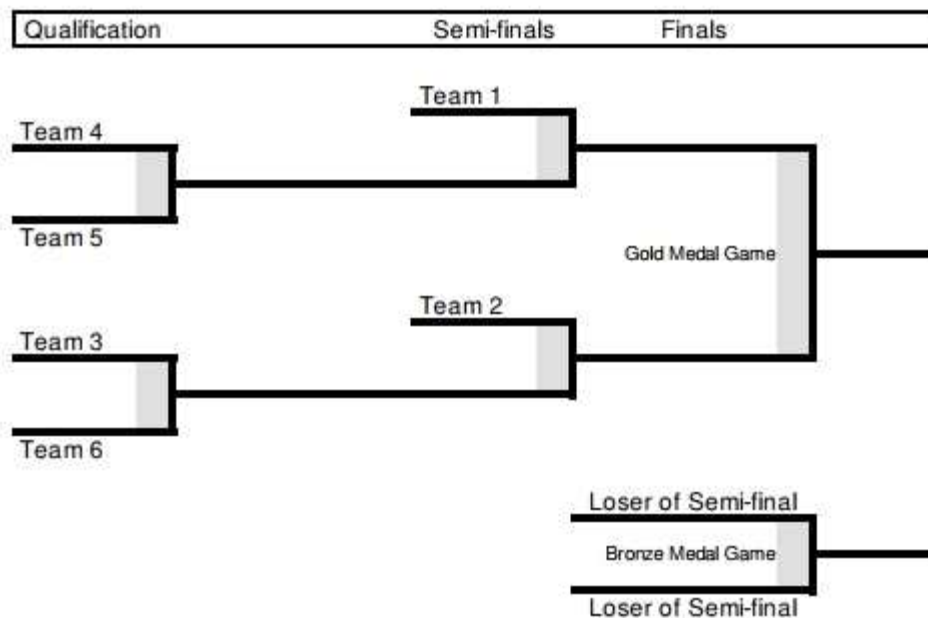 Qualification Semi-finals Finals
Team 1
Team 4
Team 5
Gold Medal Game
Team 2
Team 3
Team 6
Loser of Semi-final
Bronze Medal Game
Loser of Semi-final